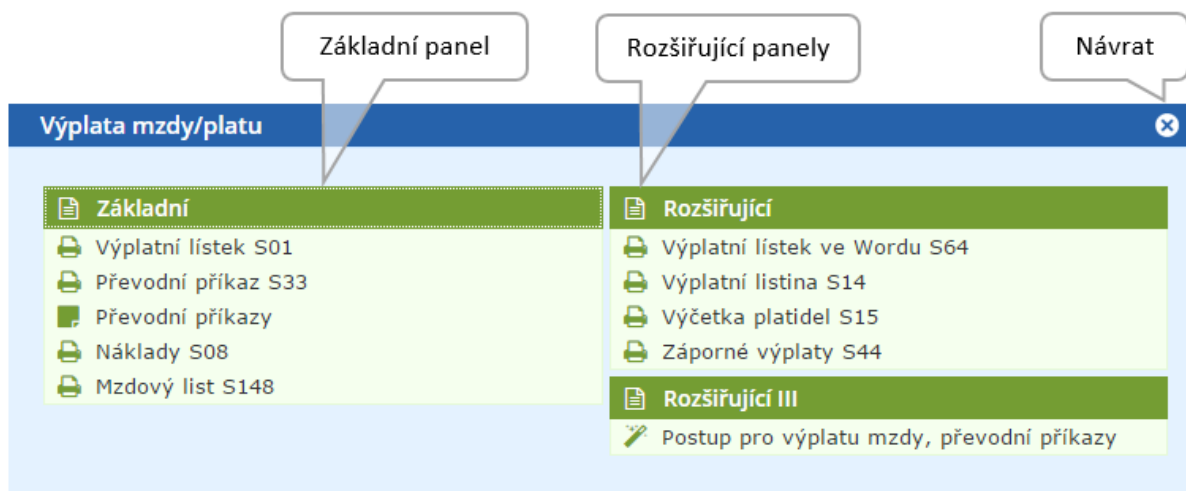 Základní panel
Rozšiřující panely
Návrat
Výplata mzdy/platu
Základní
Výplatní lístek S01
Převodní příkaz S33
Převodní příkazy
Náklady S08
Mzdový list S148
Rozšiřující
Výplatní lístek ve Wordu S64
Výplatní listina S14
Výčetka platidel S15
Záporné výplaty S44
Rozšiřující III
Postup pro výplatu mzdy, převodní příkazy